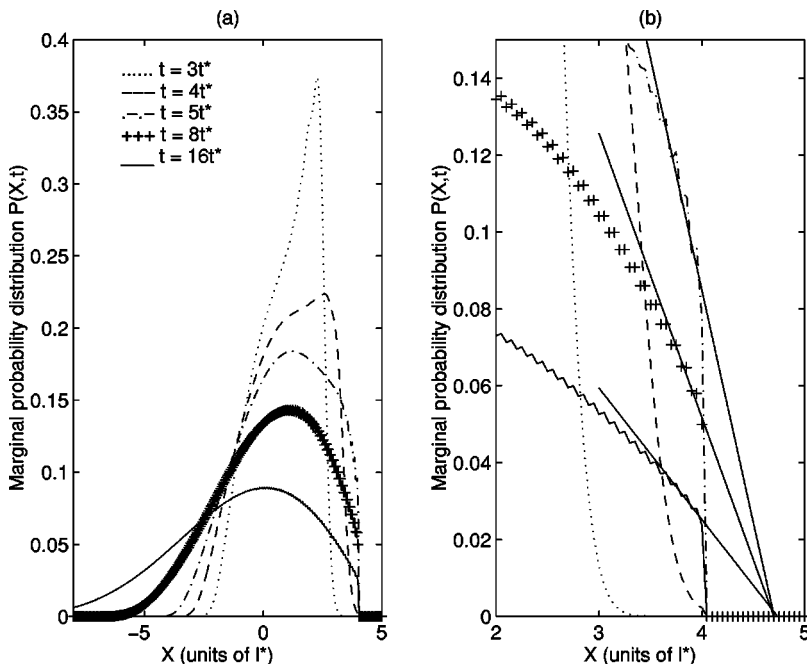 (a)
0.4
0.35
0.3
0.25
0.2
0.15
0.1
0.05
0
Marginal probability distribution P(X,t)
t = 3t*
t = 4t*
t = 5t*
t = 8t*
t = 16t*
−5
0
5
X (units of l*)
(b)
0.14
0.12
0.1
0.08
0.06
0.04
0.02
0
Marginal probability distribution P(X,t)
2
3
4
5
X (units of l*)